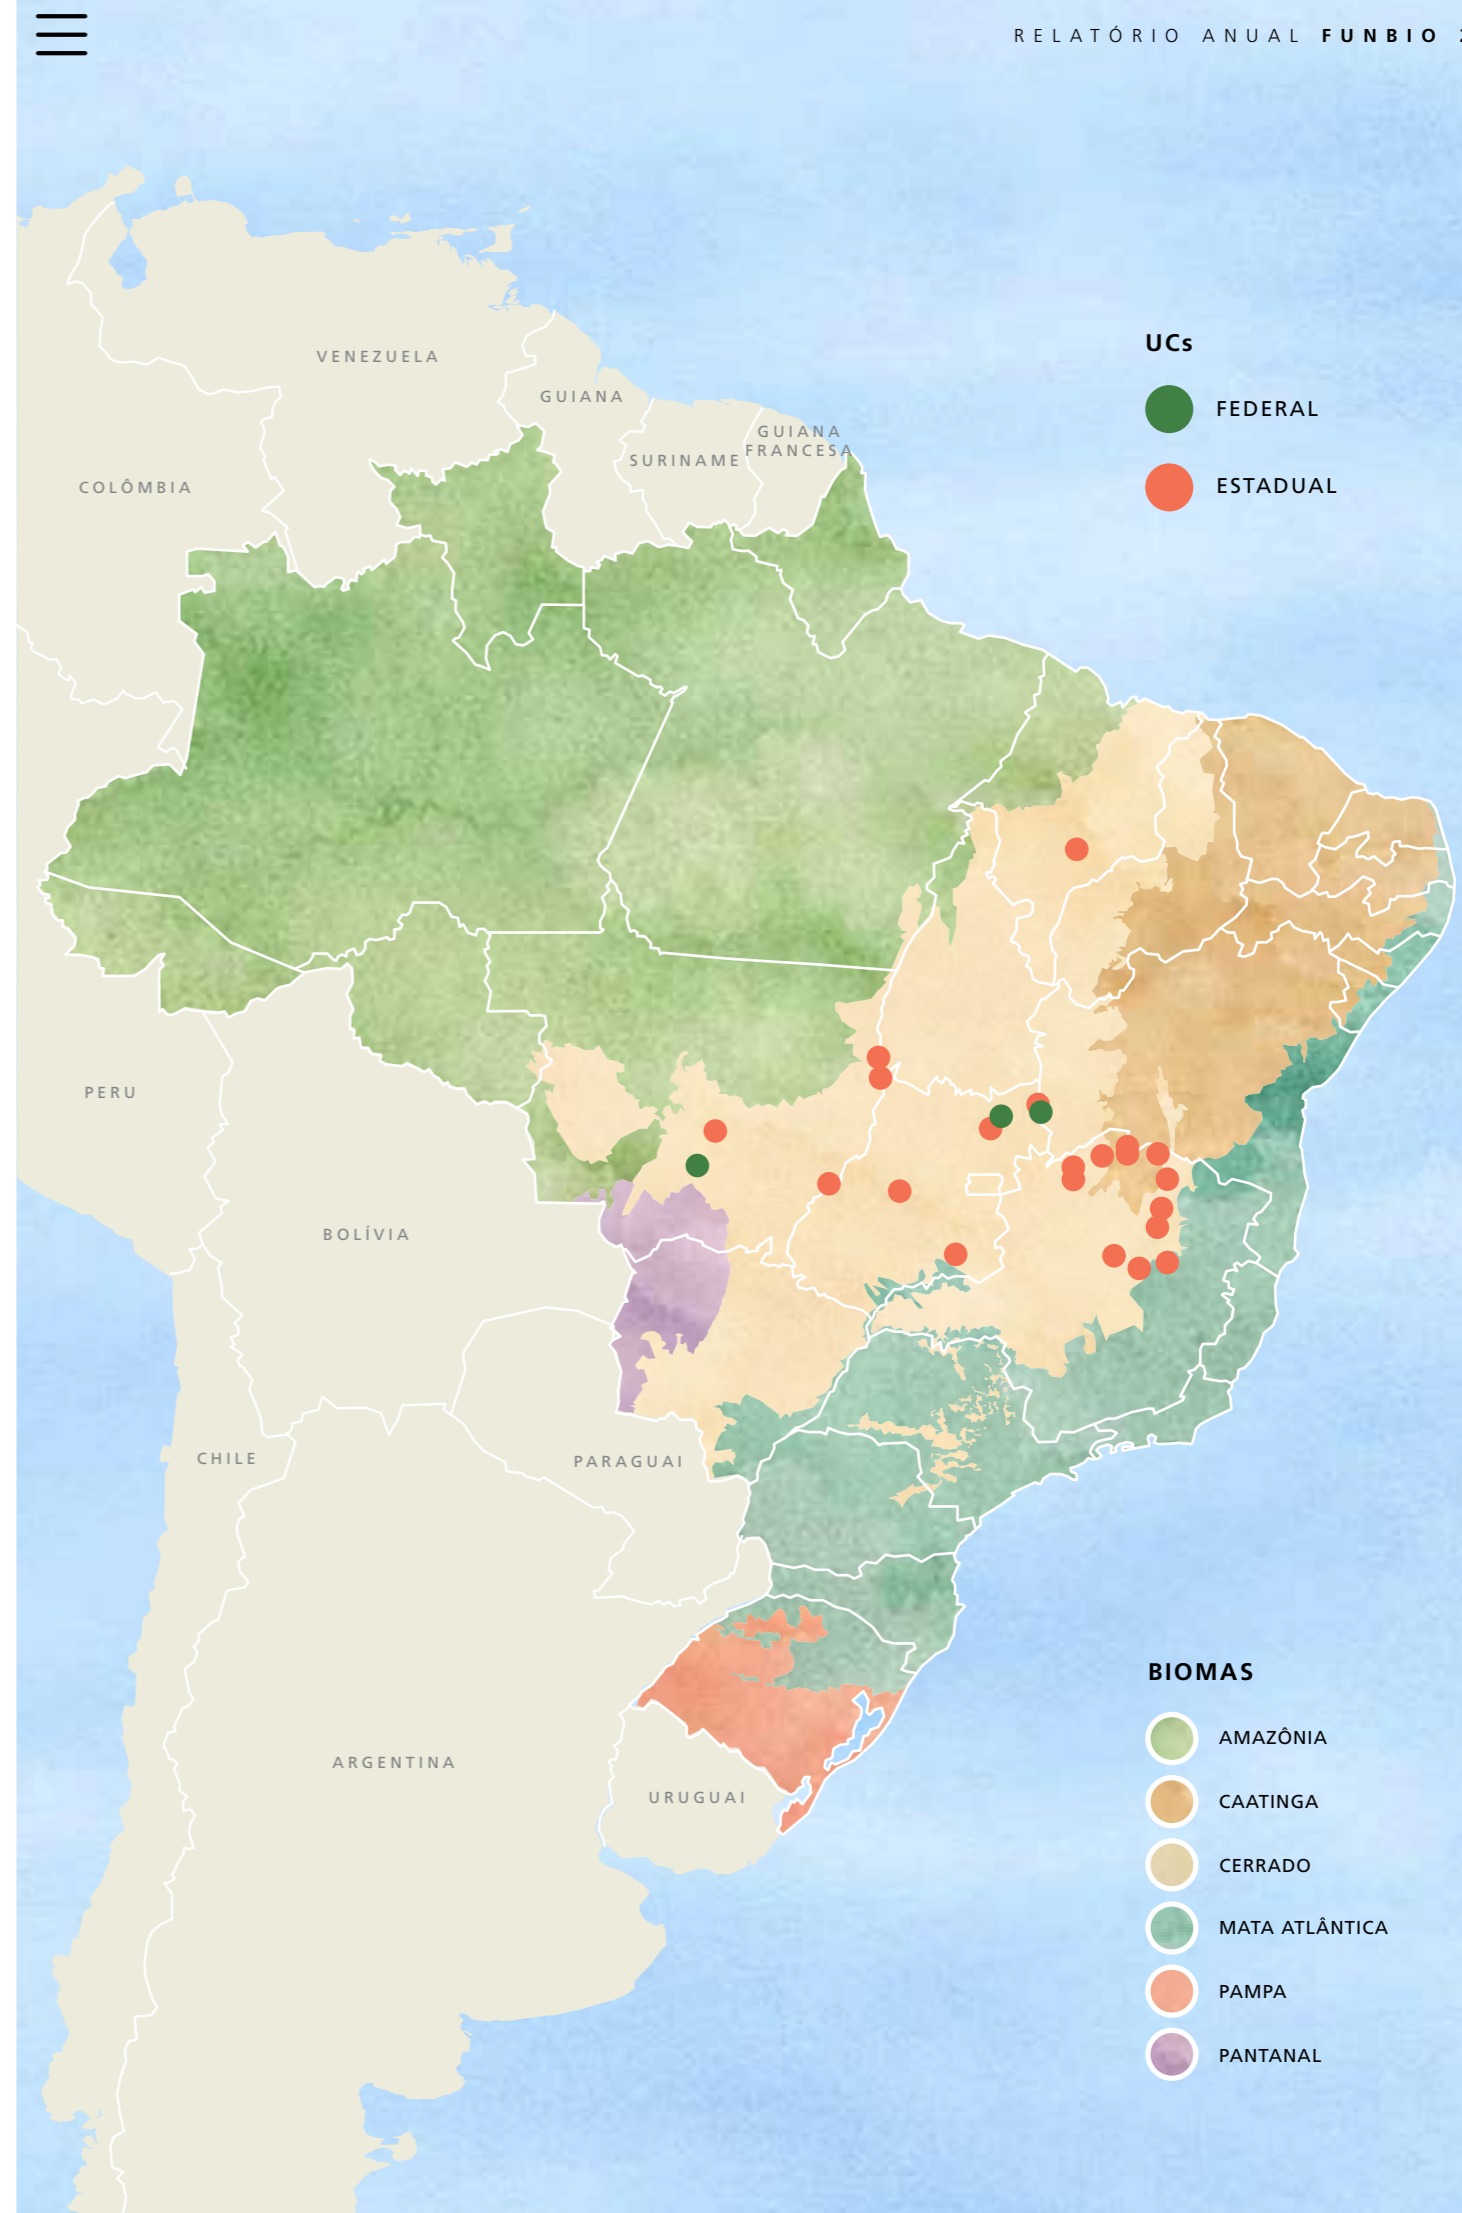 RELATÓRIO ANUAL FUNBIO
UCs
FEDERAL
ESTADUAL
VENEZUELA
GUIANA
GUIANA
FRANCESA
SURINAME
COLÔMBIA
PERU
BOLÍVIA
CHILE
PARAGUAI
ARGENTINA
URUGUAI
BIOMAS
AMAZÔNIA
CAATINGA
CERRADO
MATA ATLÂNTICA
PAMPA
PANTANAL